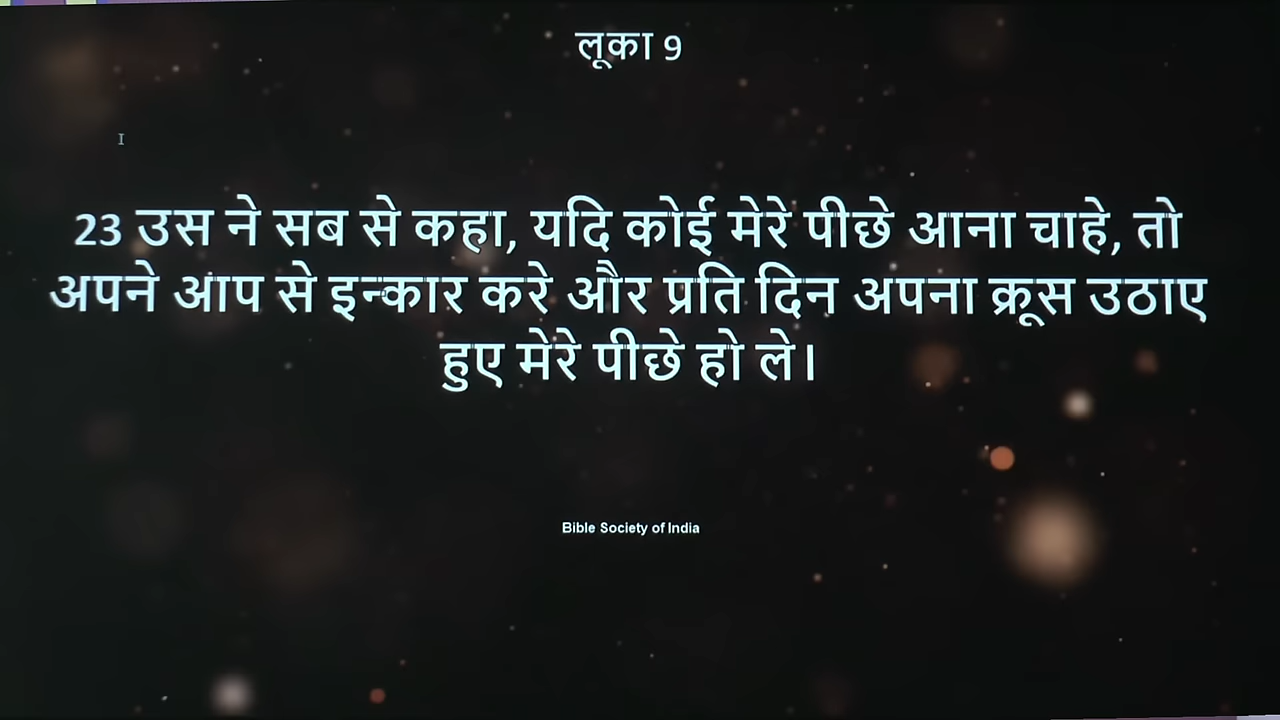 लूका 9
23 उस ने सब से कहा, यदि कोई मेरे पीछे आना चाहे, तो
अपने आप से इन्कार करे और प्रति दिन अपना क्रूस उठाए
हुए मेरे पीछे हो ले।
Bible Society of India